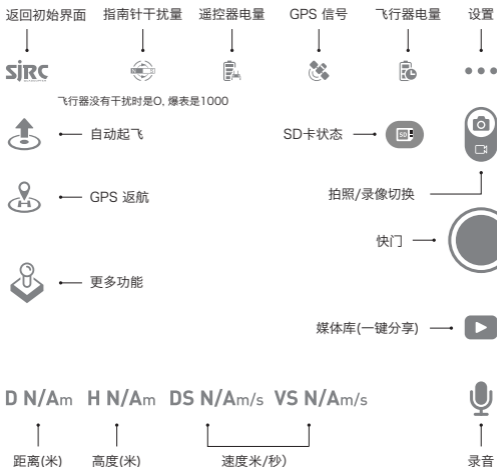 返回初始界面 指南针干扰量 遥控器电量 GPS 信号 飞行器电量 设置
SJRC
飞行器没有干扰时是O, 爆表是1000
自动起飞 SD卡状态
GPS 返航 拍照/录像切换
快门
更多功能
媒体库(一键分享)
D N/Am H N/Am DS N/Am/s VS N/Am/s
距离(米) 高度(米) 速度米/秒） 录音